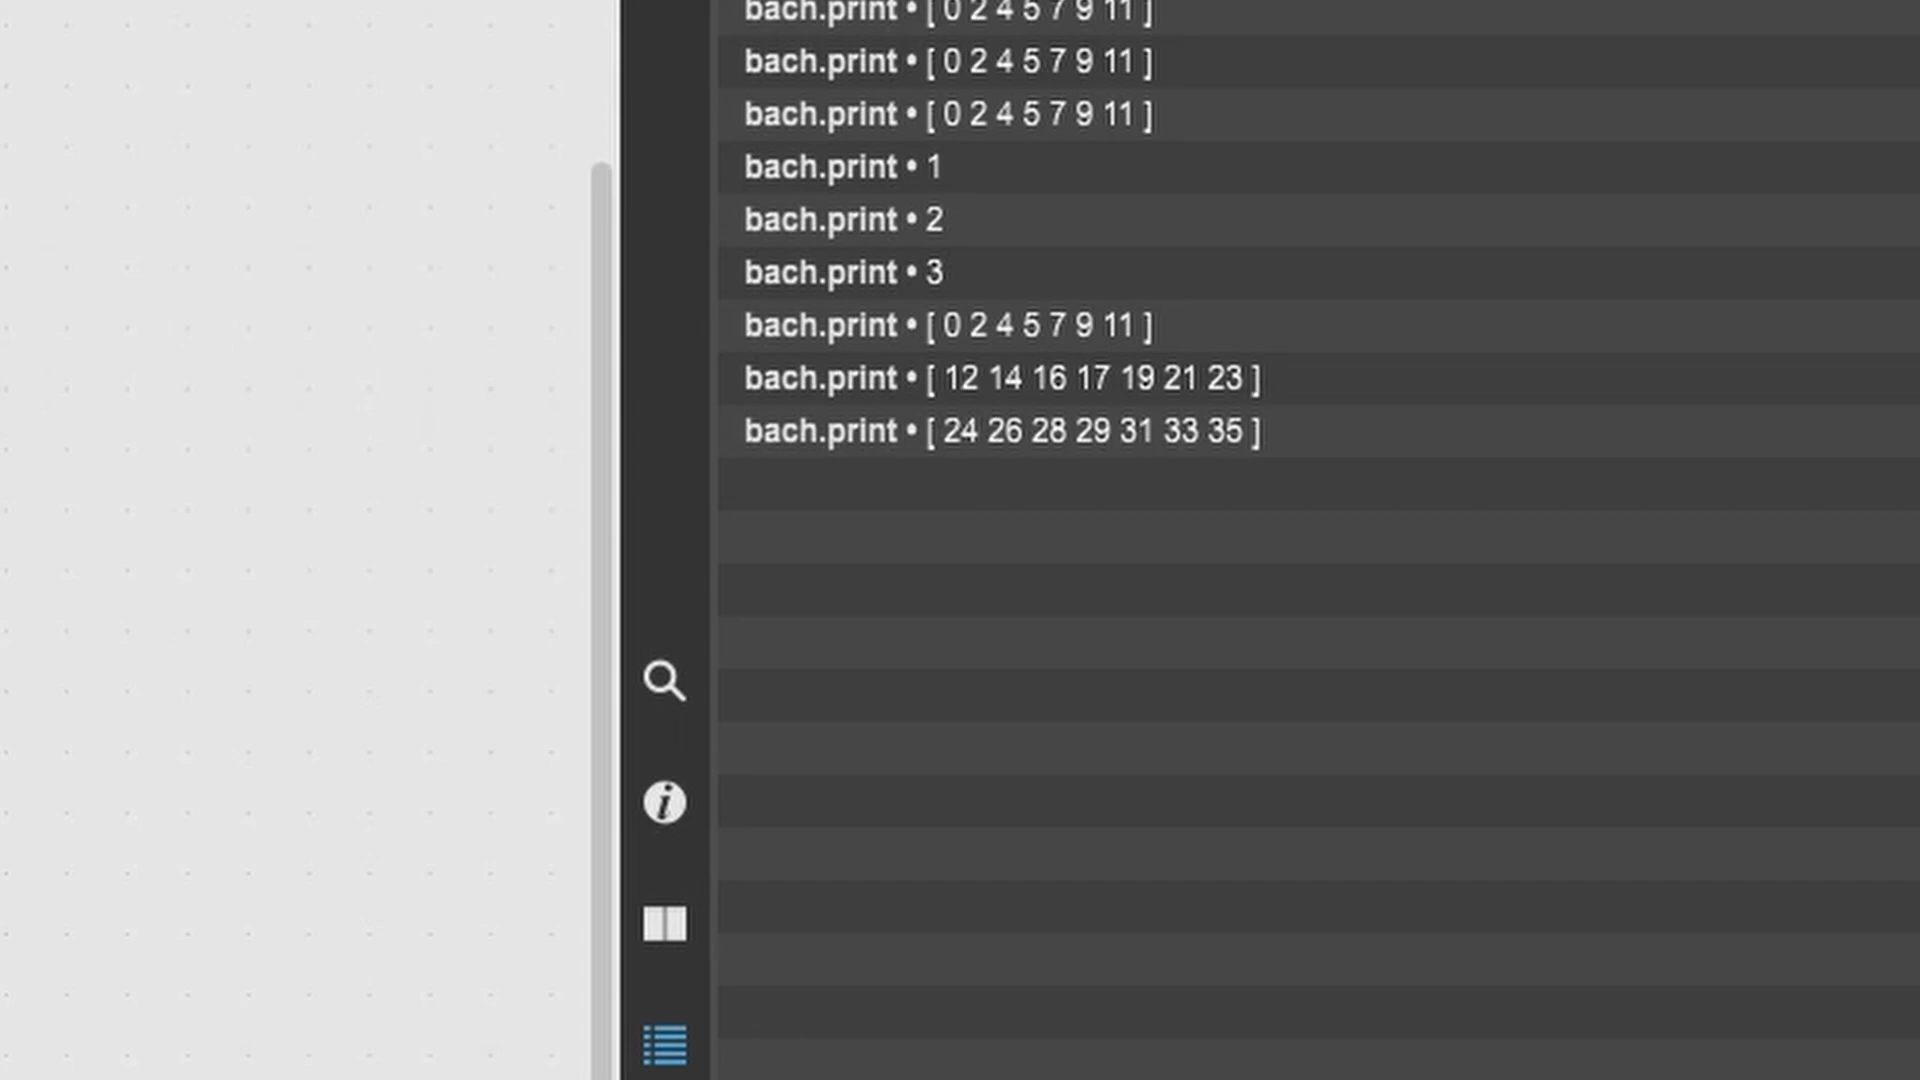 bach.print • [ 0 2 4 5 7 9 11 ]
bach.print • [ 0 2 4 5 7 9 11 ]
bach.print • [ 0 2 4 5 7 9 11 ]
bach.print • 1
bach.print • 2
bach.print • 3
bach.print • [ 0 2 4 5 7 9 11 ]
bach.print • [ 12 14 16 17 19 21 23 ]
bach.print • [ 24 26 28 29 31 33 35 ]